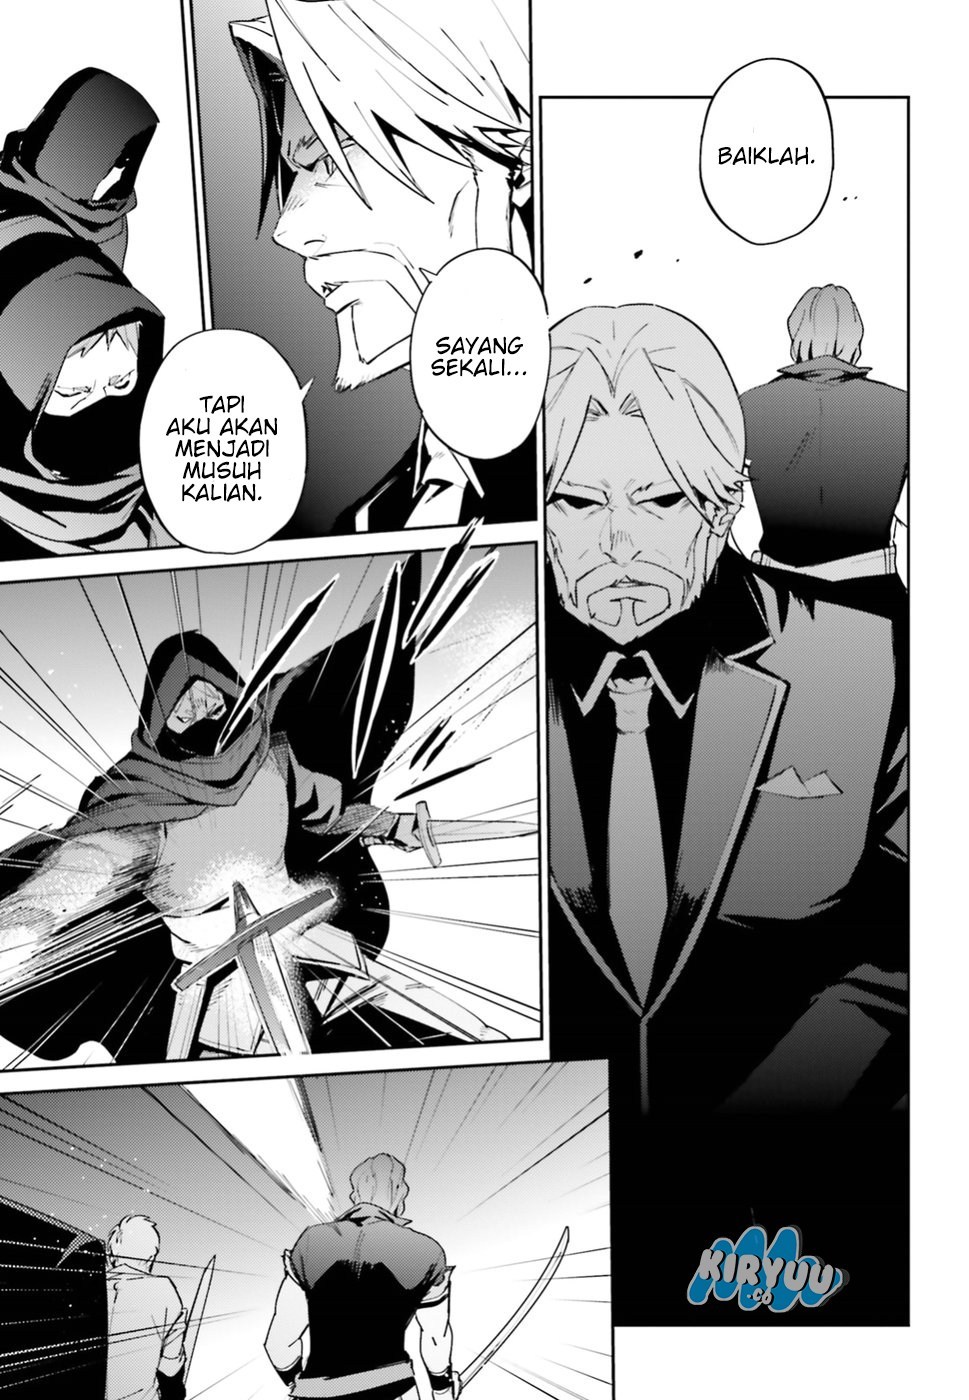 BAIKLAH.
SAYANG
SEKALI...
TAPI
AKU AKAN
MENJADI
MUSUH
KALIAN.
KIRYUU
.CO